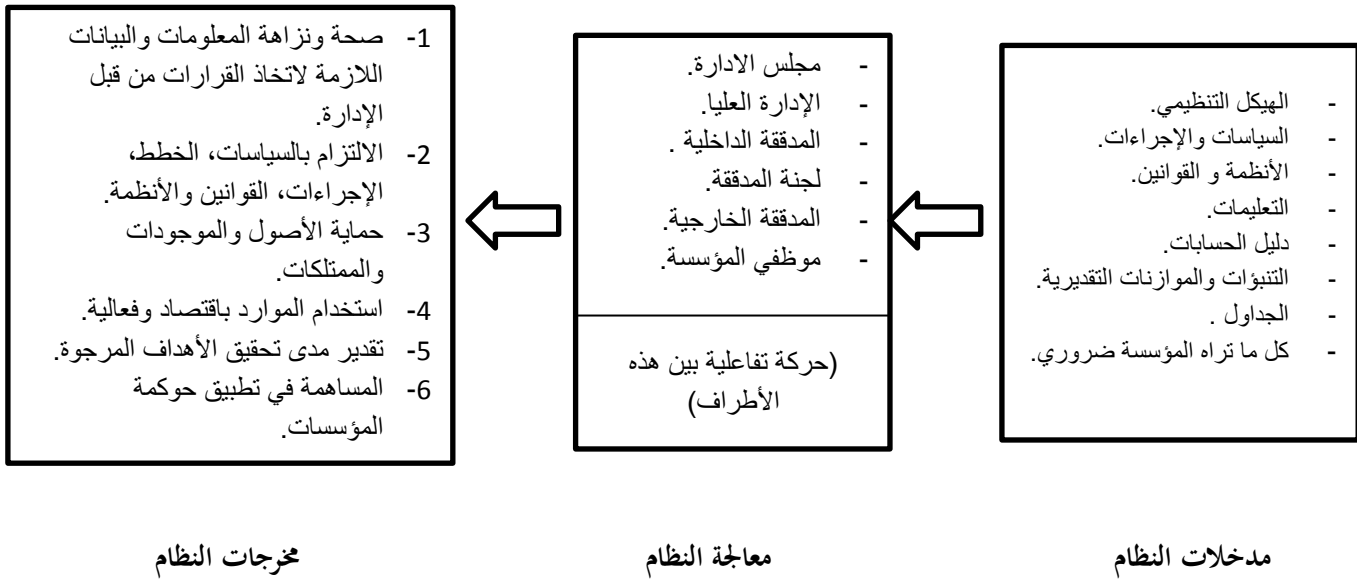 - الهيكل التنظيمي.
- السياسات والإجراءات.
- الأنظمة و القوانين.
- التعليمات.
- دليل الحسابات.
- التنبؤات والموازنات التقديرية.
- الجداول .
- كل ما تراه المؤسسة ضروري.
- مجلس الادارة.
- الإدارة العليا.
- المدققة الداخلية .
- لجنة المدققة.
- المدققة الخارجية.
- موظفي المؤسسة.
(حركة تفاعلية بين هذه
الأطراف)
1- صحة ونزاهة المعلومات والبيانات
اللازمة لاتخاذ القرارات من قبل
الإدارة.
2- الالتزام بالسياسات، الخطط،
الإجراءات، القوانين والأنظمة.
3- حماية الأصول والموجودات
والممتلكات.
4- استخدام الموارد باقتصاد وفعالية.
5- تقدير مدى تحقيق الأهداف المرجوة.
6- المساهمة في تطبيق حوكمة
المؤسسات.
مدخلات النظام
معالجة النظام
مخرجات النظام